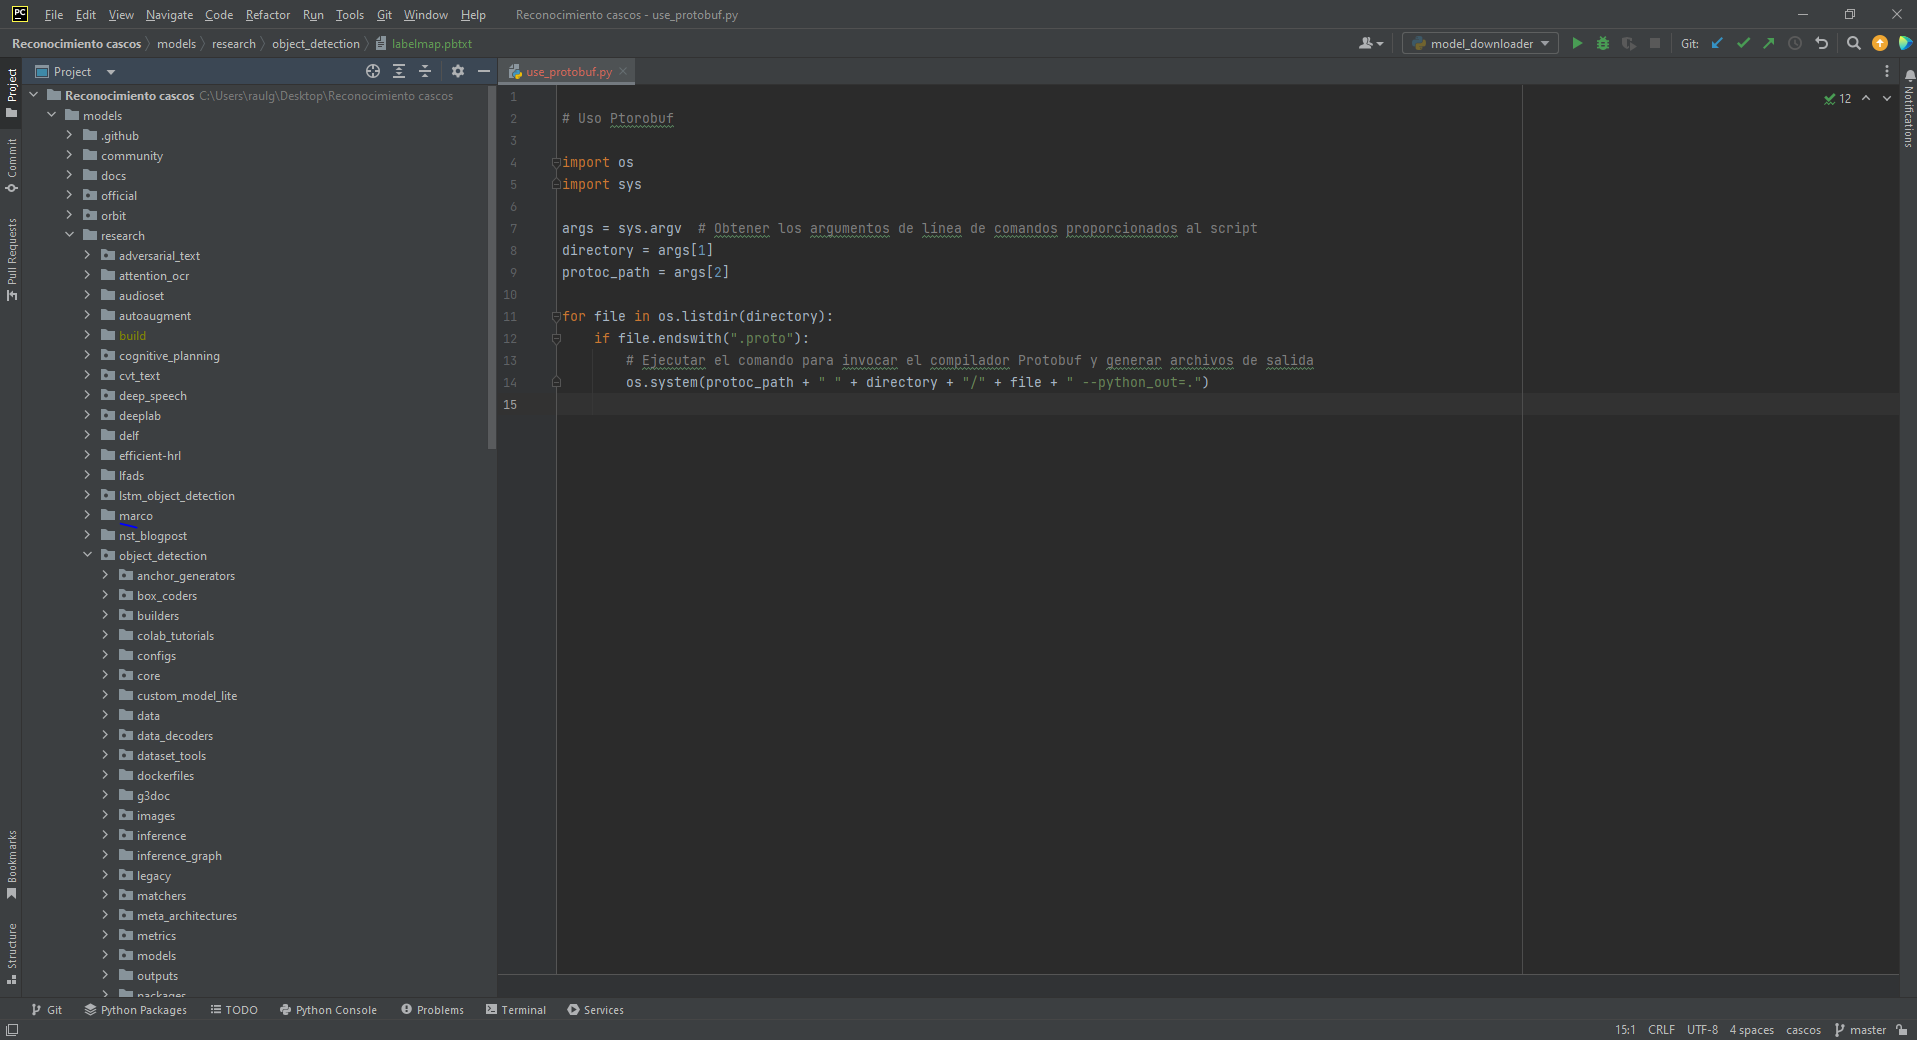 PC File Edit View Navigate Code Refactor Run Tools Git Window Help Reconocimiento cascos - use_protobuf.py
Reconocimiento cascos models research object_detection labelmap.pbtxt model_downloader Git:
Project
use_protobuf.py
Project
Commit
Pull Requests
Bookmarks
Structure
Reconocimiento cascos C:\Users\raulg\Desktop\Reconocimiento cascos
models
.github
community
docs
official
orbit
research
adversarial_text
attention_ocr
audioset
autoaugment
build
cognitive_planning
cvt_text
deep_speech
deeplab
delf
efficient-hrl
lfads
lstm_object_detection
marco
nst_blogpost
object_detection
anchor_generators
box_coders
builders
colab_tutorials
configs
core
custom_model_lite
data
data_decoders
dataset_tools
dockerfiles
g3doc
images
inference
inference_graph
legacy
matchers
meta_architectures
metrics
models
outputs
packages
1
2 # Uso Ptorobuf
3
4 import os
5 import sys
6
7 args = sys.argv  # Obtener los argumentos de línea de comandos proporcionados al script
8 directory = args[1]
9 protoc_path = args[2]
10
11 for file in os.listdir(directory):
12     if file.endswith(".proto"):
13         # Ejecutar el comando para invocar el compilador Protobuf y generar archivos de salida
14         os.system(protoc_path + " " + directory + "/" + file + " --python_out=.")
15
12
Notifications
Git Python Packages TODO Python Console Problems Terminal Services
15:1 CRLF UTF-8 4 spaces cascos master